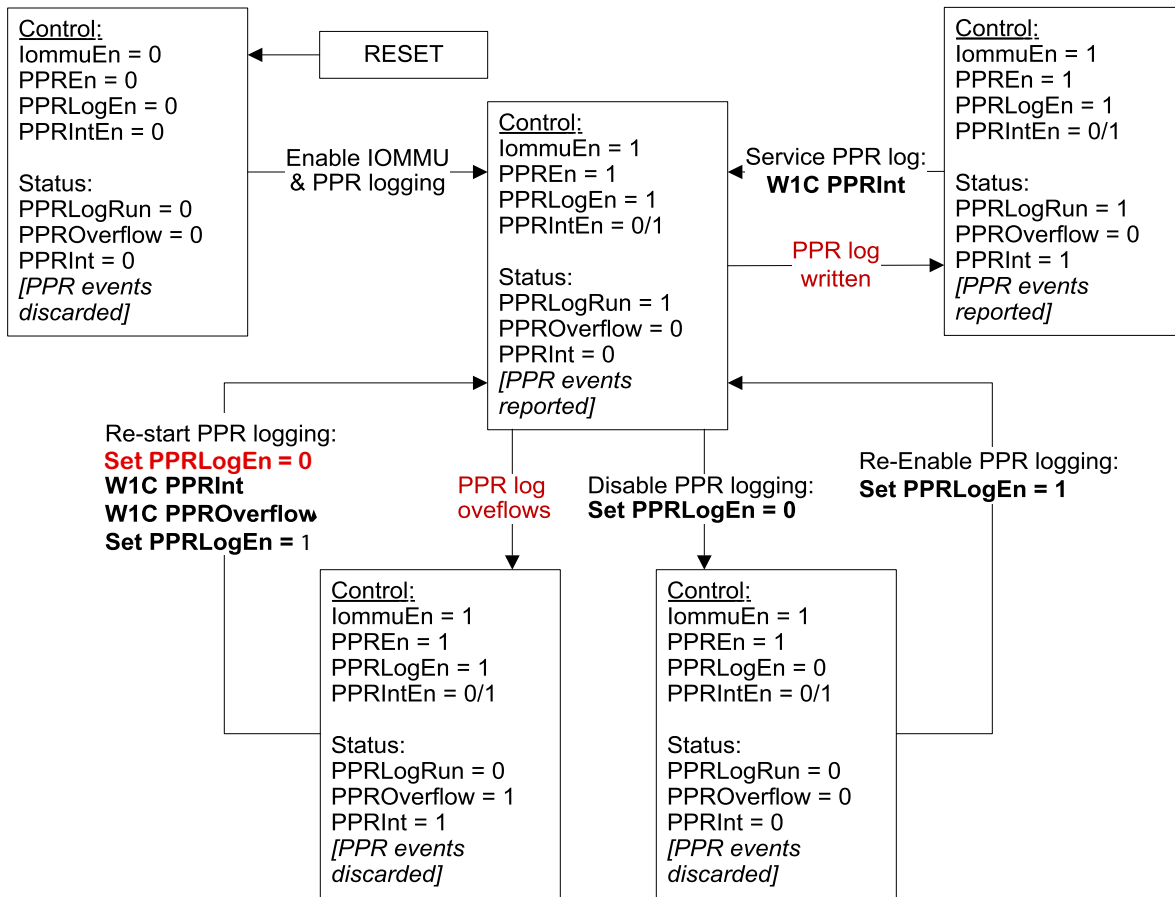 Control:
IommuEn = 0
PPREn = 0
PPRLogEn = 0
PPRIntEn = 0
Status:
PPRLogRun = 0
PPROverflow = 0
PPRInt = 0
[PPR events
discarded]
RESET
Enable IOMMU
& PPR logging
Control:
IommuEn = 1
PPREn = 1
PPRLogEn = 1
PPRIntEn = 0/1
Status:
PPRLogRun = 1
PPROverflow = 0
PPRInt = 0
[PPR events
reported]
Service PPR log:
W1C PPRInt
PPR log
written
Control:
IommuEn = 1
PPREn = 1
PPRLogEn = 1
PPRIntEn = 0/1
Status:
PPRLogRun = 1
PPROverflow = 0
PPRInt = 1
[PPR events
reported]
Re-start PPR logging:
Set PPRLogEn = 0
W1C PPRInt
W1C PPROverflow
Set PPRLogEn = 1
PPR log
oveflows
Disable PPR logging:
Set PPRLogEn = 0
Re-Enable PPR logging:
Set PPRLogEn = 1
Control:
IommuEn = 1
PPREn = 1
PPRLogEn = 1
PPRIntEn = 0/1
Status:
PPRLogRun = 0
PPROverflow = 1
PPRInt = 1
[PPR events
discarded]
Control:
IommuEn = 1
PPREn = 1
PPRLogEn = 0
PPRIntEn = 0/1
Status:
PPRLogRun = 0
PPROverflow = 0
PPRInt = 0
[PPR events
discarded]